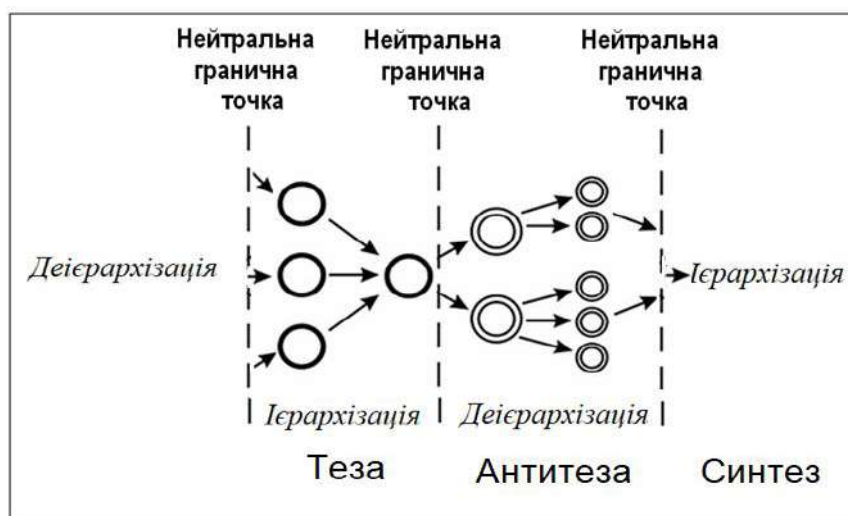 Нейтральна
гранична
точка
Нейтральна
гранична
точка
Нейтральна
гранична
точка
Деієрархізація
Ієрархізація
Ієрархізація
Деієрархізація
Теза
Антитеза
Синтез